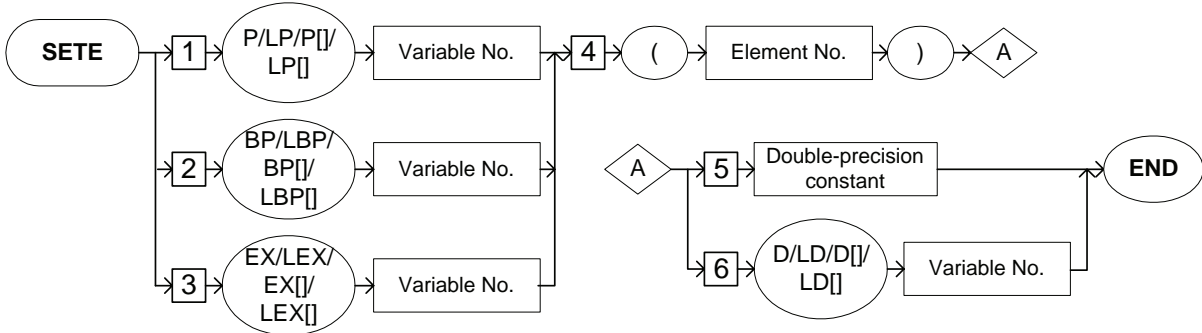 SETE
1
P/LP/P[]/
LP[]
Variable No.
4
(
Element No.
)
A
2
BP/LBP/
BP[]/
LBP[]
Variable No.
3
EX/LEX/
EX[]/
LEX[]
Variable No.
A
5
Double-precision
constant
END
6
D/LD/D[]/
LD[]
Variable No.